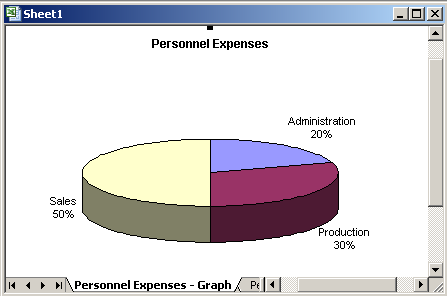 Sheet1
Personnel Expenses
Administration
20%
Sales
50%
Production
30%
Personnel Expenses - Graph